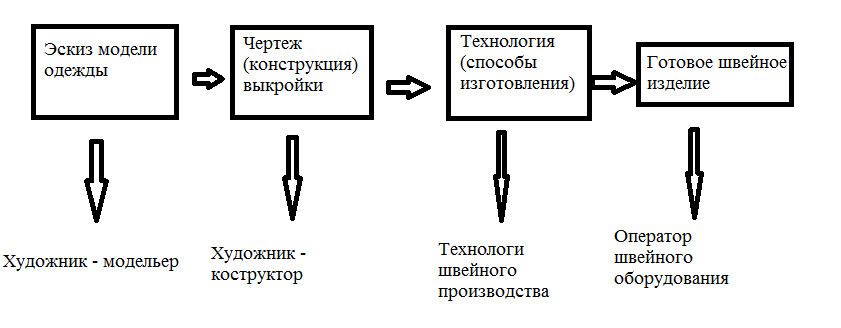 Эскиз модели
одежды
Чертеж
(конструкция)
выкройки
Технология
(способы
изготовления)
Готовое швейное
изделие
Художник - модельер
Художник -
коструктор
Технологи
швейного
производства
Оператор
швейного
оборудования